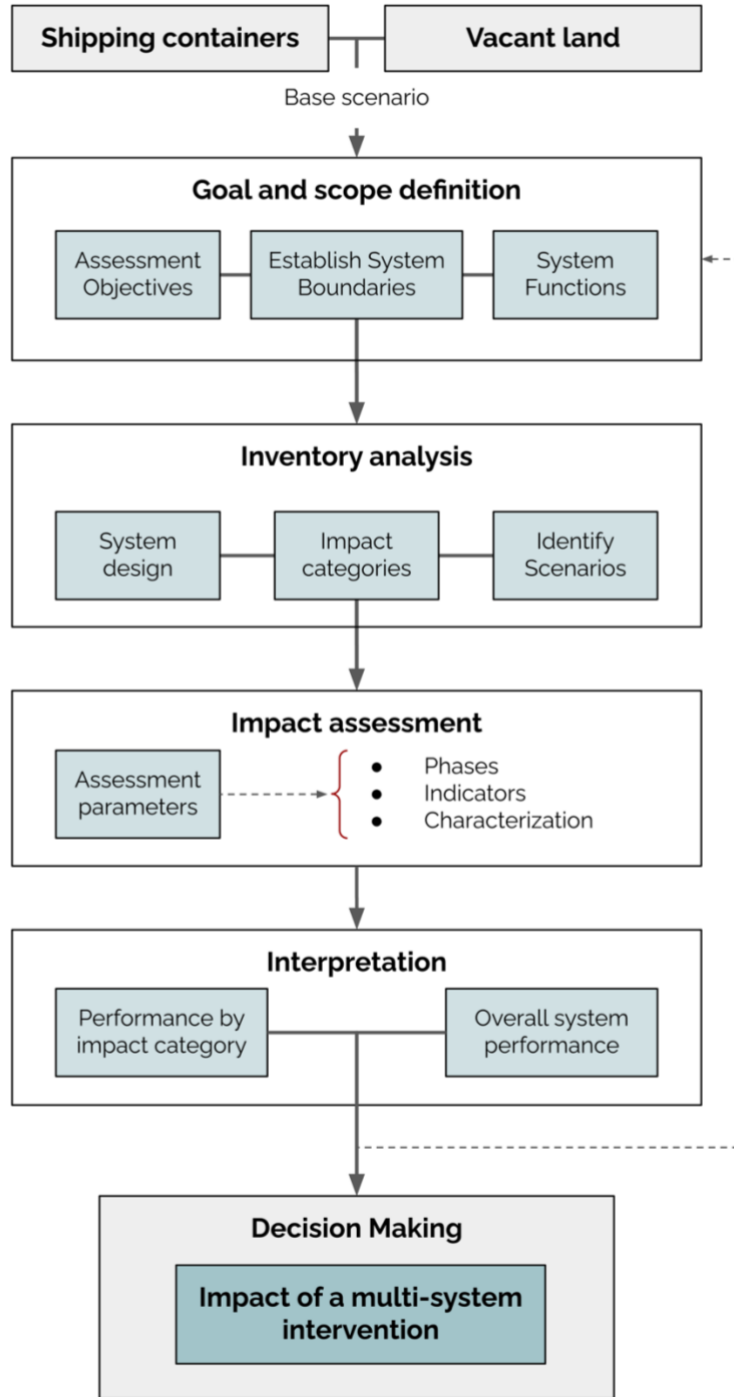 Shipping containers
Vacant land
Base scenario
Goal and scope definition
Assessment
Objectives
Establish System
Boundaries
System
Functions
Inventory analysis
System
design
Impact
categories
Identify
Scenarios
Impact assessment
Assessment
parameters
● Phases
● Indicators
● Characterization
Interpretation
Performance by
impact category
Overall system
performance
Decision Making
Impact of a multi-system
intervention